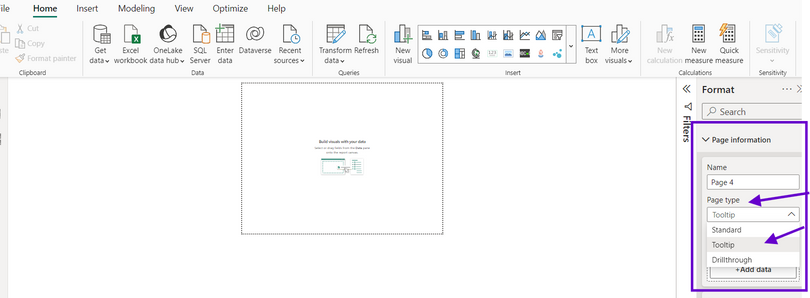 ile Home Insert Modeling View Optimize Help
Cut
Copy
Format painter
Clipboard
Get data
Excel workbook
OneLake data hub
SQL Server
Enter data
Dataverse
Recent sources
Data
Transform data
Refresh
Queries
New visual
Text box
More visuals
Insert
New calculation
New measure
Quick measure
Calculations
Sensitivity
Sensitivity
Build visuals with your data
Filters
Format
Search
Page information
Name
Page 4
Page type
Tooltip
Standard
Tooltip
Drillthrough
+Add data